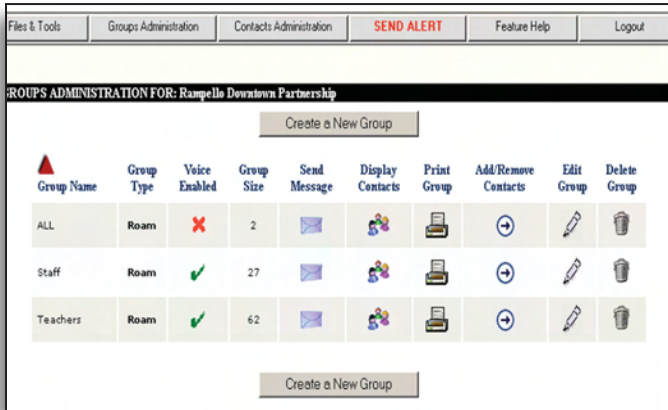 Files & Tools Groups Administration Contacts Administration SEND ALERT Feature Help Logout
GROUPS ADMINISTRATION FOR: Rampello Downtown Partnership
Create a New Group
Group Name Group Type Voice Enabled Group Size Send Message Display Contacts Print Group Add/Remove Contacts Edit Group Delete Group
ALL Roam 2
Staff Roam 27
Teachers Roam 62
Create a New Group